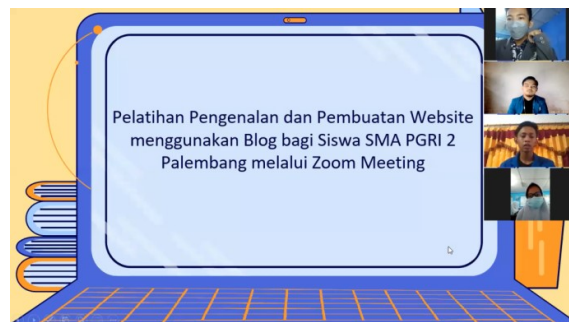 Pelatihan Pengenalan dan Pembuatan Website
menggunakan Blog bagi Siswa SMA PGRI 2
Palembang melalui Zoom Meeting